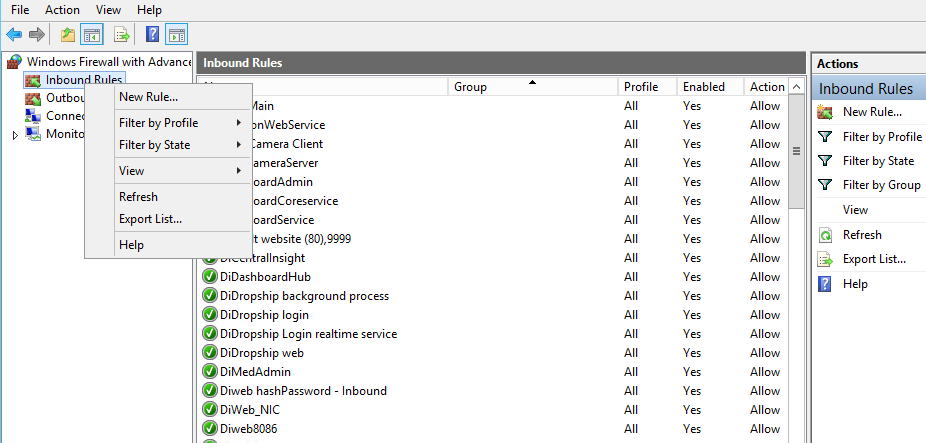 File Action View Help
Windows Firewall with Advance
Inbound Rules
Outbou
Connec
Monito
New Rule...
Filter by Profile
Filter by State
View
Refresh
Export List...
Help
Inbound Rules
Group Profile Enabled Action
Main All Yes Allow
onWebService All Yes Allow
Camera Client All Yes Allow
ameraServer All Yes Allow
oardAdmin All Yes Allow
oardCoreservice All Yes Allow
oardService All Yes Allow
t website (80),9999 All Yes Allow
DiCentralInsight All Yes Allow
DiDashboardHub All Yes Allow
DiDropship background process All Yes Allow
DiDropship login All Yes Allow
DiDropship Login realtime service All Yes Allow
DiDropship web All Yes Allow
DiMedAdmin All Yes Allow
Diweb hashPassword - Inbound All Yes Allow
DiWeb_NIC All Yes Allow
Diweb8086 All Yes Allow
Actions
Inbound Rules
New Rule...
Filter by Profile
Filter by State
Filter by Group
View
Refresh
Export List...
Help